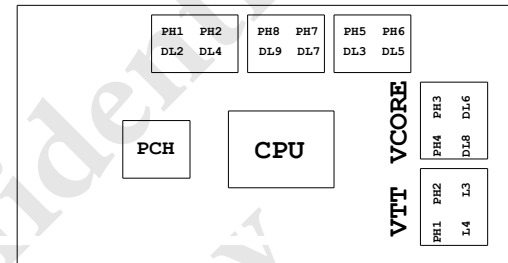 PH1 PH2 PH8 PH7 PH5 PH6
DL2 DL4 DL9 DL7 DL3 DL5
PCH
CPU
VCORE
PH3 DL6
PH4 DL8
VTT
PH2 L3
PH1 L4